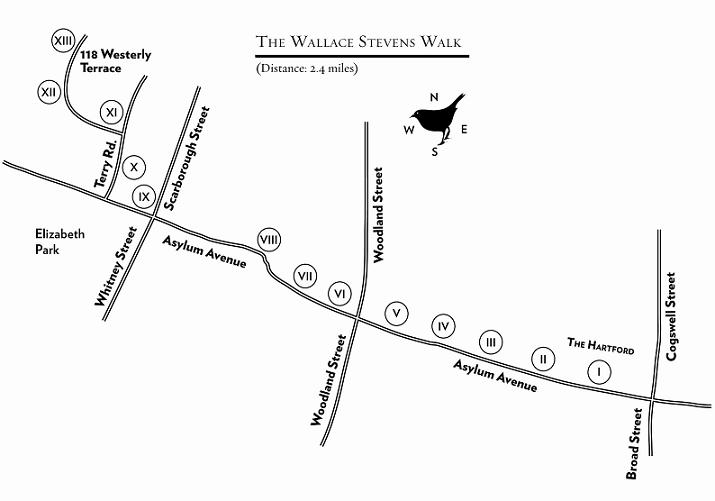 THE WALLACE STEVENS WALK
(Distance: 2.4 miles)
XIII
118 Westerly
Terrace
XII
XI
N
W
E
S
Terry Rd.
Scarborough Street
X
IX
Elizabeth
Park
Whitney Street
Asylum Avenue
VIII
VII
VI
Woodland Street
Woodland Street
V
IV
III
II
I
THE HARTFORD
Asylum Avenue
Cogswell Street
Broad Street